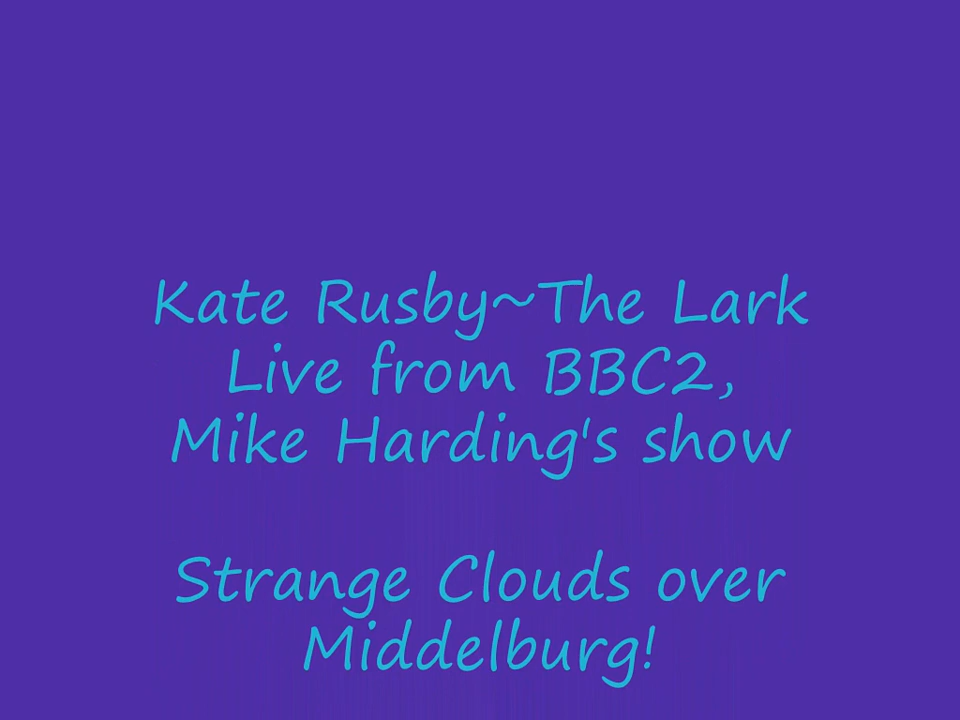 Kate Rusby~The Lark
Live from BBC2,
Mike Harding's show
Strange Clouds over
Middelburg!